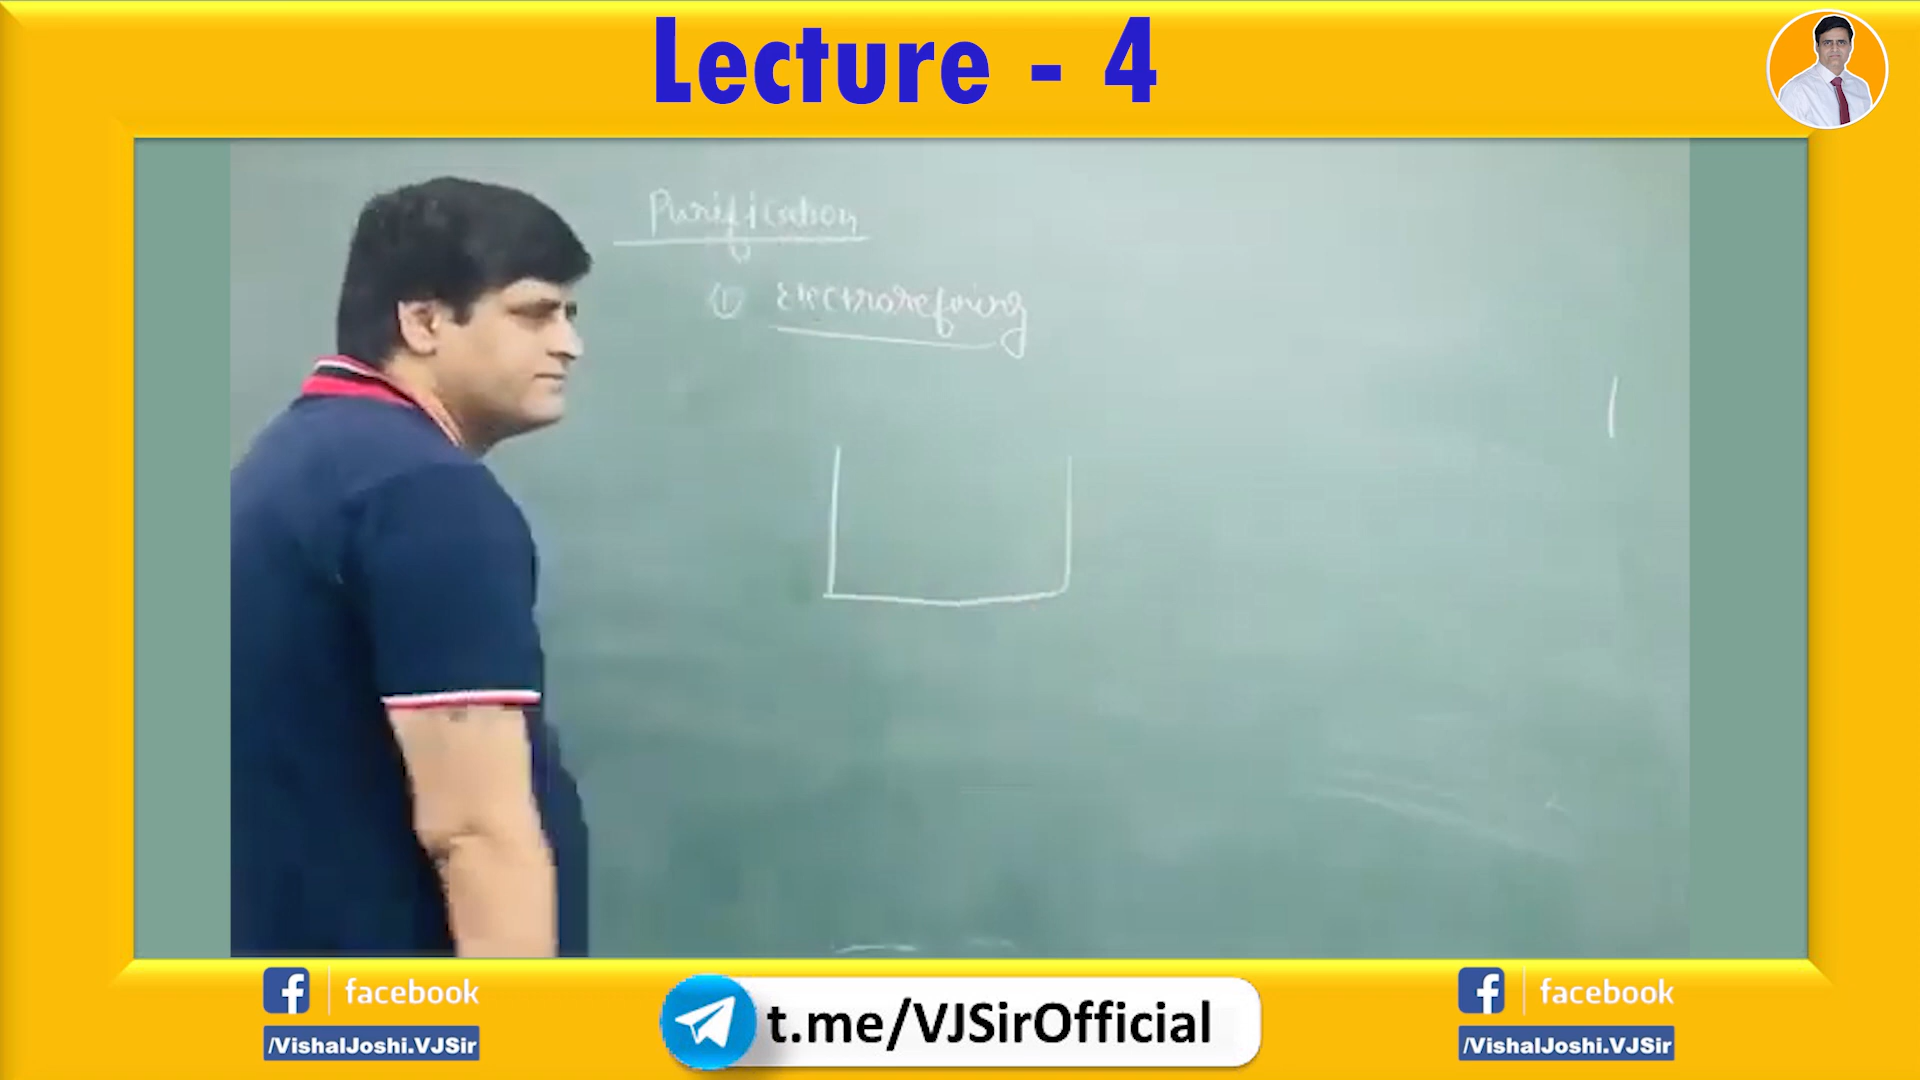 Lecture - 4
Purification
① Electrorefining
facebook
/VishalJoshi.VJSir
t.me/VJSirOfficial
facebook
/VishalJoshi.VJSir